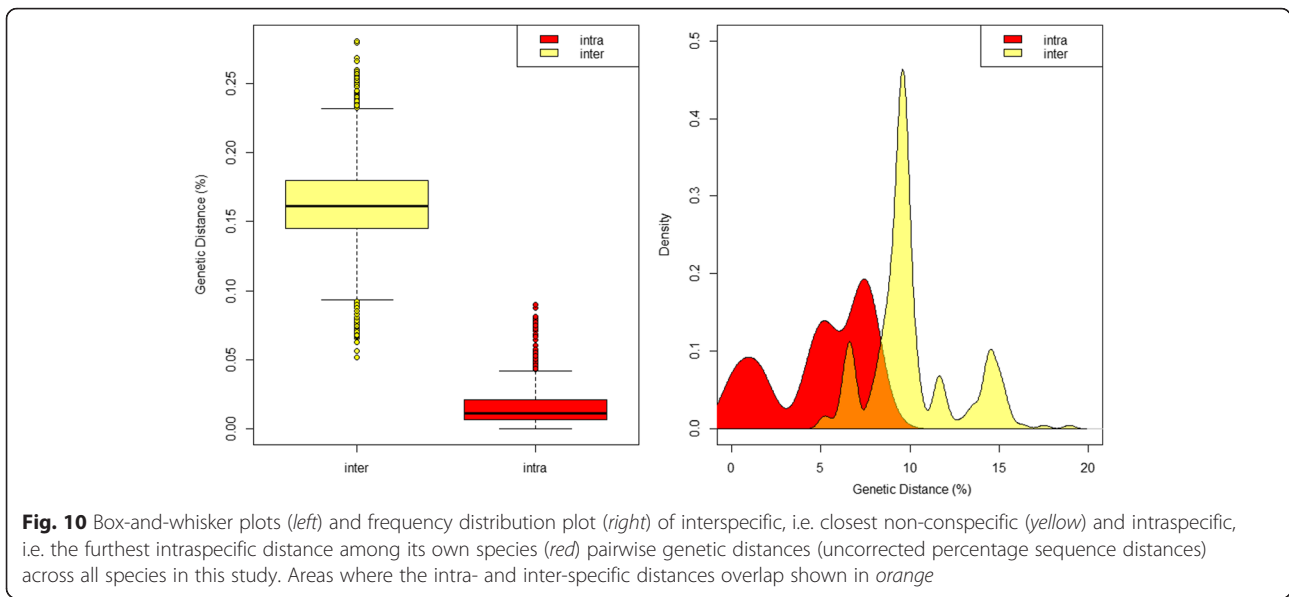 intra
inter
Genetic Distance (%)
0.25
0.20
0.15
0.10
0.05
0.00
inter
intra
intra
inter
Density
0.5
0.4
0.3
0.2
0.1
0.0
0
5
10
15
20
Genetic Distance (%)
Fig. 10 Box-and-whisker plots (left) and frequency distribution plot (right) of interspecific, i.e. closest non-conspecific (yellow) and intraspecific,
i.e. the furthest intraspecific distance among its own species (red) pairwise genetic distances (uncorrected percentage sequence distances)
across all species in this study. Areas where the intra- and inter-specific distances overlap shown in orange